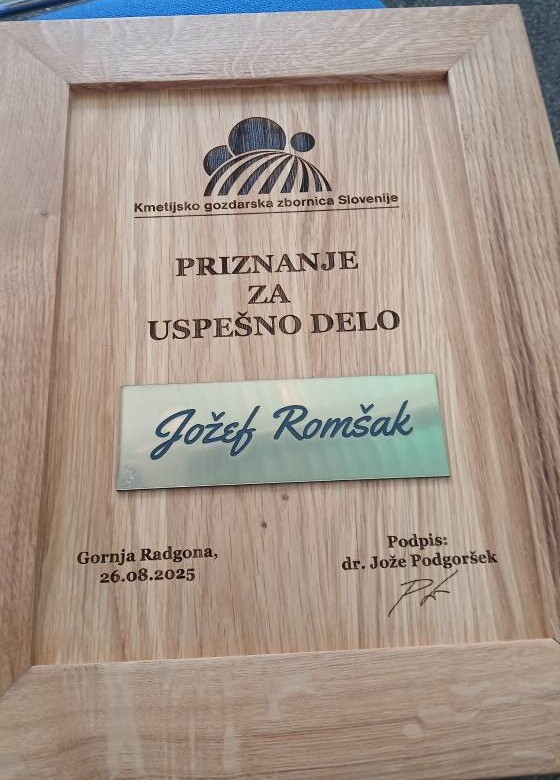 Kmetijsko gozdarska zbornica Slovenije
PRIZNANJE
ZA
USPEŠNO DELO
Jožef Romšak
Gornja Radgona,
26.08.2025
Podpis:
dr. Jože Podgoršek